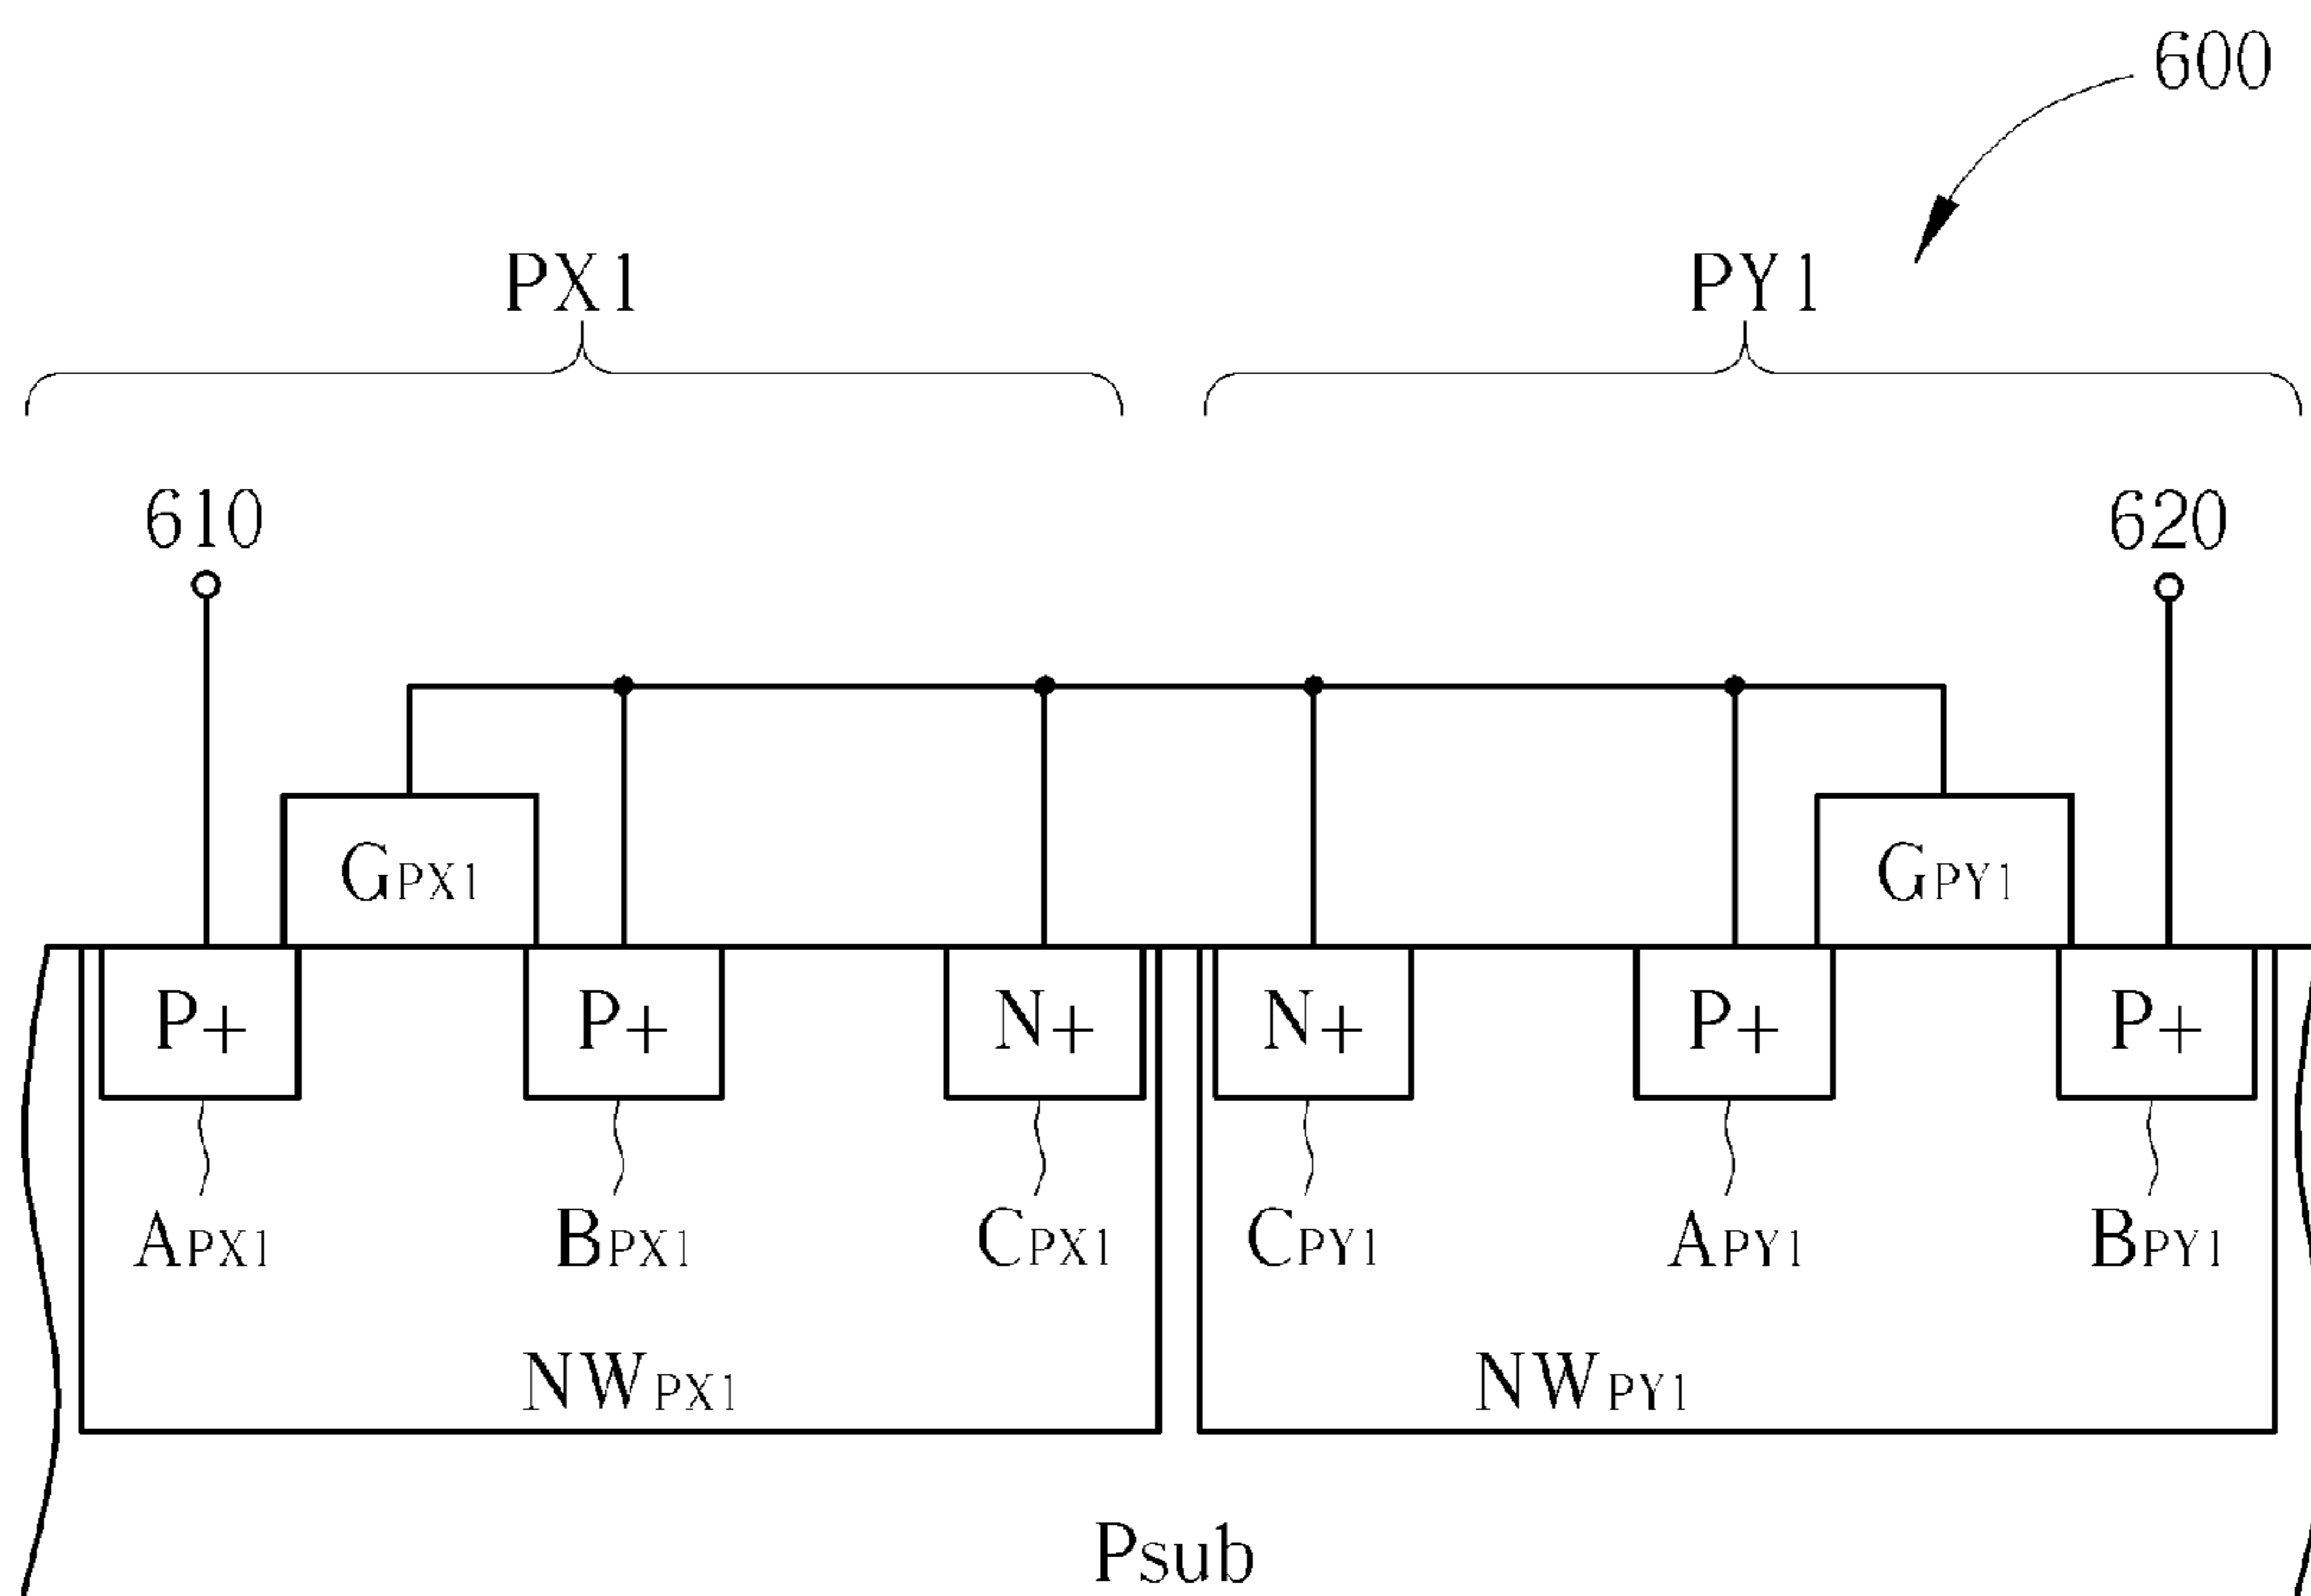 600
PX1
PY1
610
620
GPX1
GPY1
P+
P+
N+
N+
P+
P+
APX1
BPX1
CPX1
CPY1
APY1
BPY1
NWPX1
NWPY1
Psub